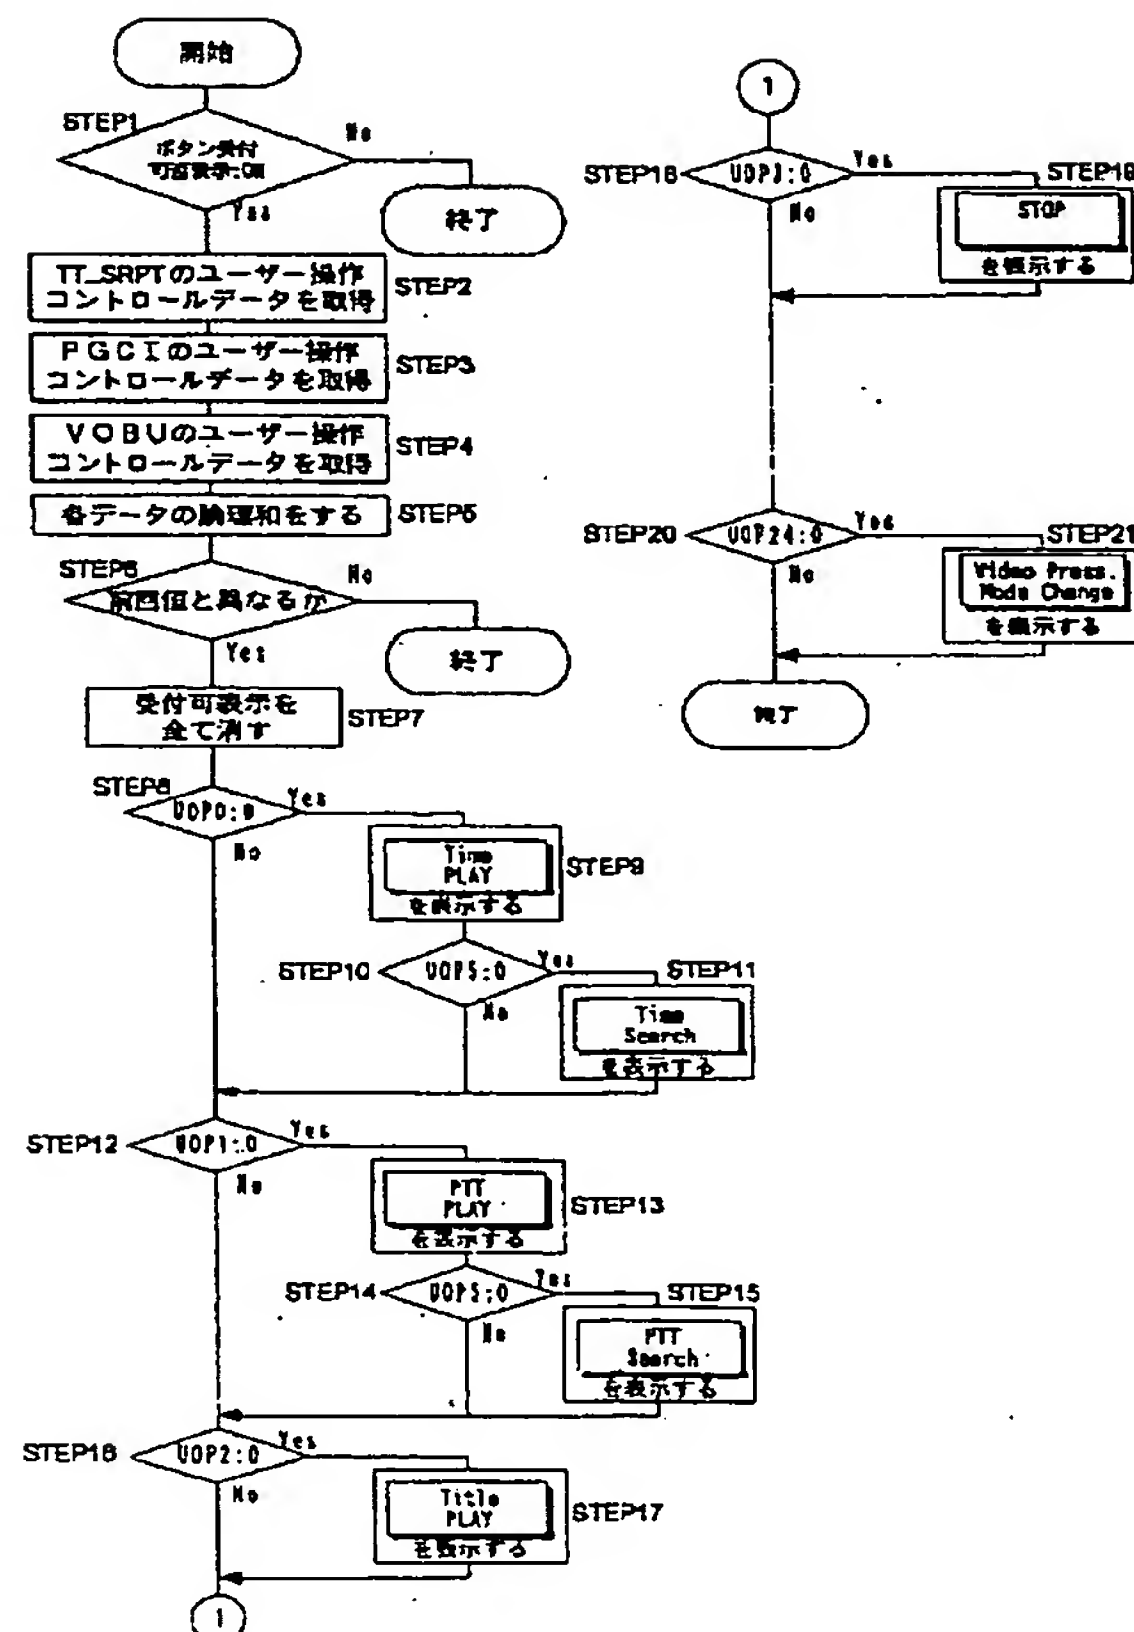 開始
STEP1
ボタン受付
可否表示:ON
No
Yes
終了
TT_SRPTのユーザー操作
コントロールデータを取得
STEP2
PGCIのユーザー操作
コントロールデータを取得
STEP3
VOBUのユーザー操作
コントロールデータを取得
STEP4
各データの論理和をする
STEP5
STEP6
前回値と異なるか
No
Yes
終了
受付可表示を
全て消す
STEP7
STEP8
UOP0:0
Yes
No
Time
PLAY
を表示する
STEP9
STEP10
UOP5:0
Yes
No
STEP11
Time
Search
を表示する
STEP12
UOP1:0
Yes
No
PTT
PLAY
を表示する
STEP13
STEP14
UOP5:0
Yes
No
STEP15
PTT
Search
を表示する
STEP16
UOP2:0
Yes
No
Title
PLAY
を表示する
STEP17
1
1
STEP18
UOP3:0
Yes
No
STEP19
STOP
を表示する
STEP20
UOP24:0
Yes
No
STEP21
Video Press.
Mode Change
を表示する
終了